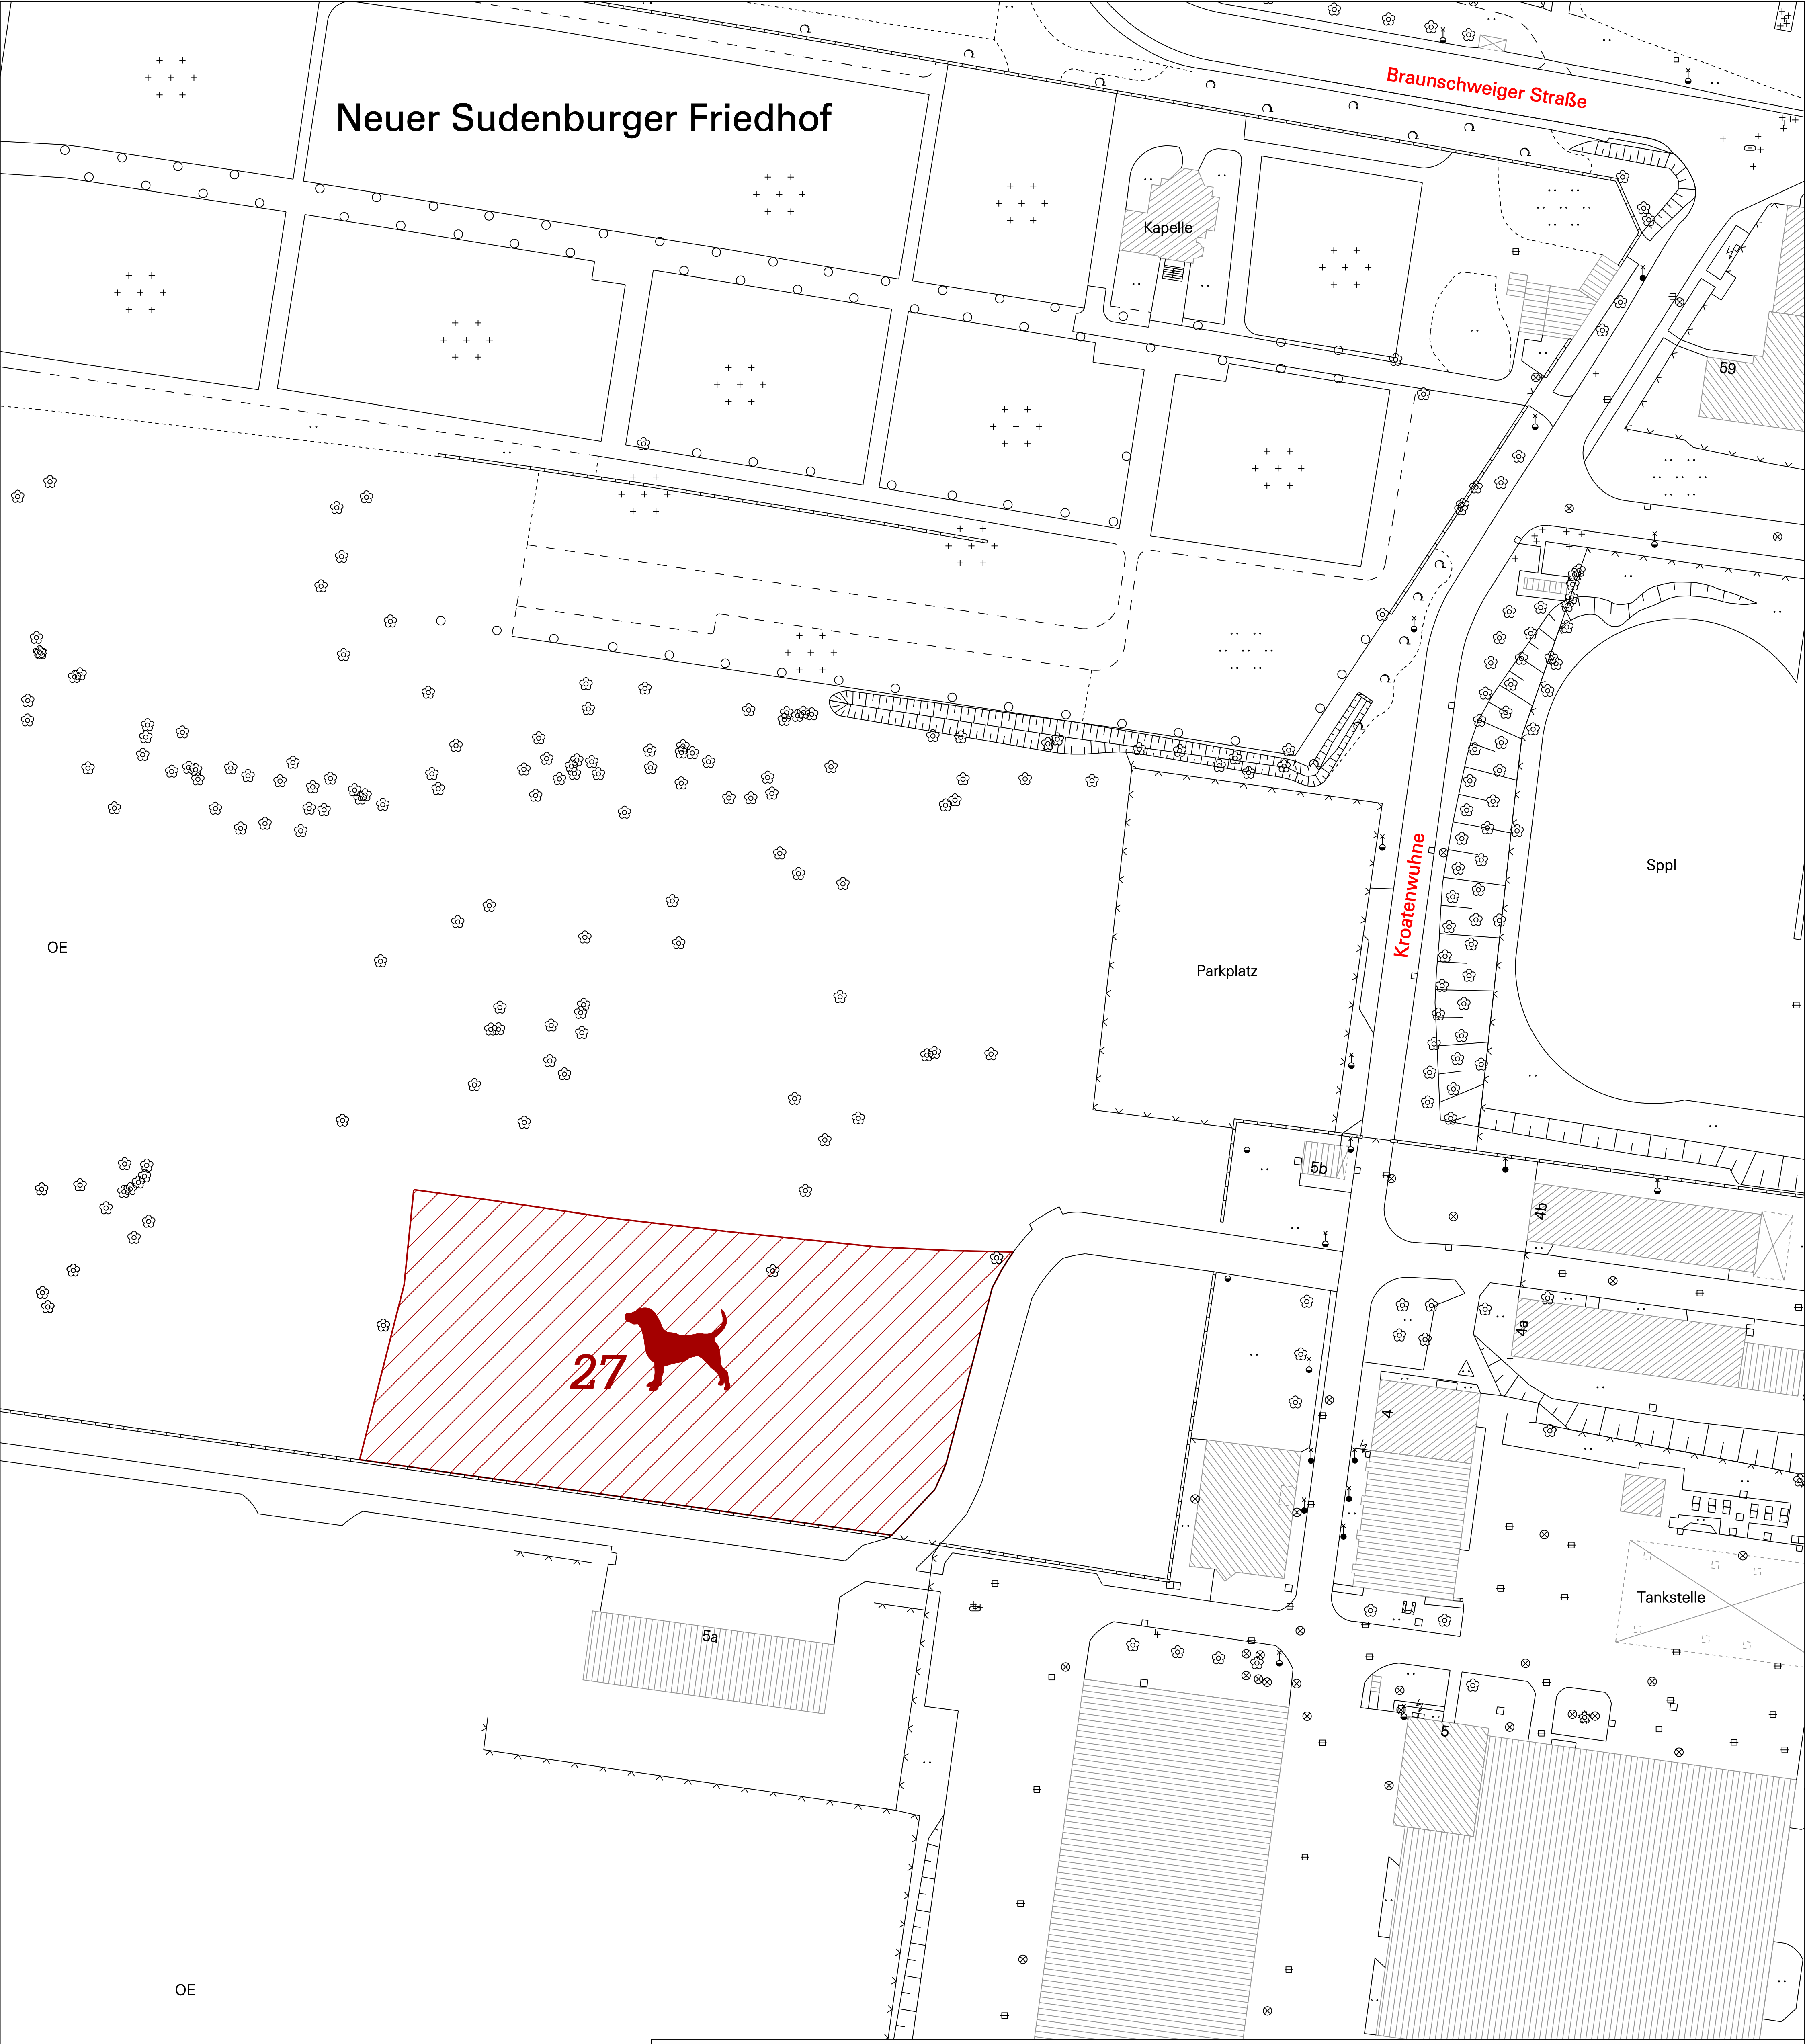 Braunschweiger Straße
Neuer Sudenburger Friedhof
Kapelle
59
Kroatenwuhne
Sppl
OE
Parkplatz
5b
4b
4a
27
4
Tankstelle
5a
5
OE